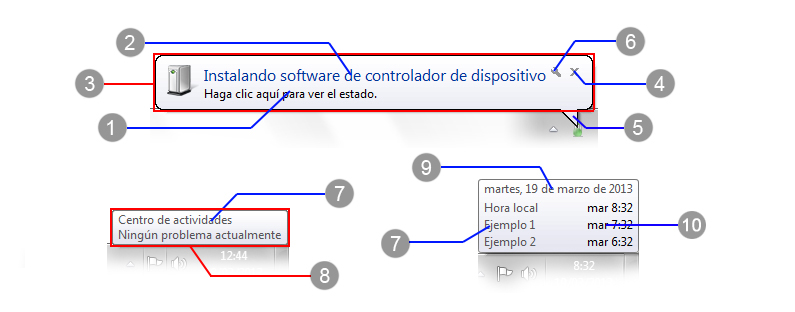 2
6
3
Instalando software de controlador de dispositivo
Haga clic aquí para ver el estado.
4
1
5
9
7
martes, 19 de marzo de 2013
Centro de actividades
Ningún problema actualmente
Hora local mar 8:32
Ejemplo 1 mar 7:32
10
7
Ejemplo 2 mar 6:32
12:44
8:32
8